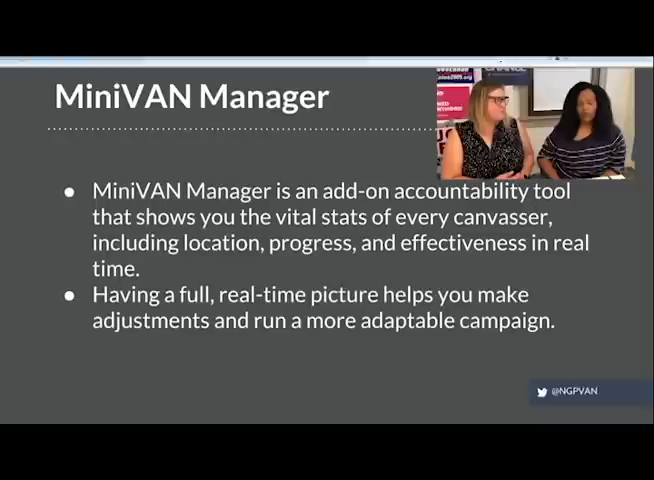 MiniVAN Manager
CHANGE
MiniVAN Manager is an add-on accountability tool
that shows you the vital stats of every canvasser,
including location, progress, and effectiveness in real
time.
Having a full, real-time picture helps you make
adjustments and run a more adaptable campaign.
@NGPVAN